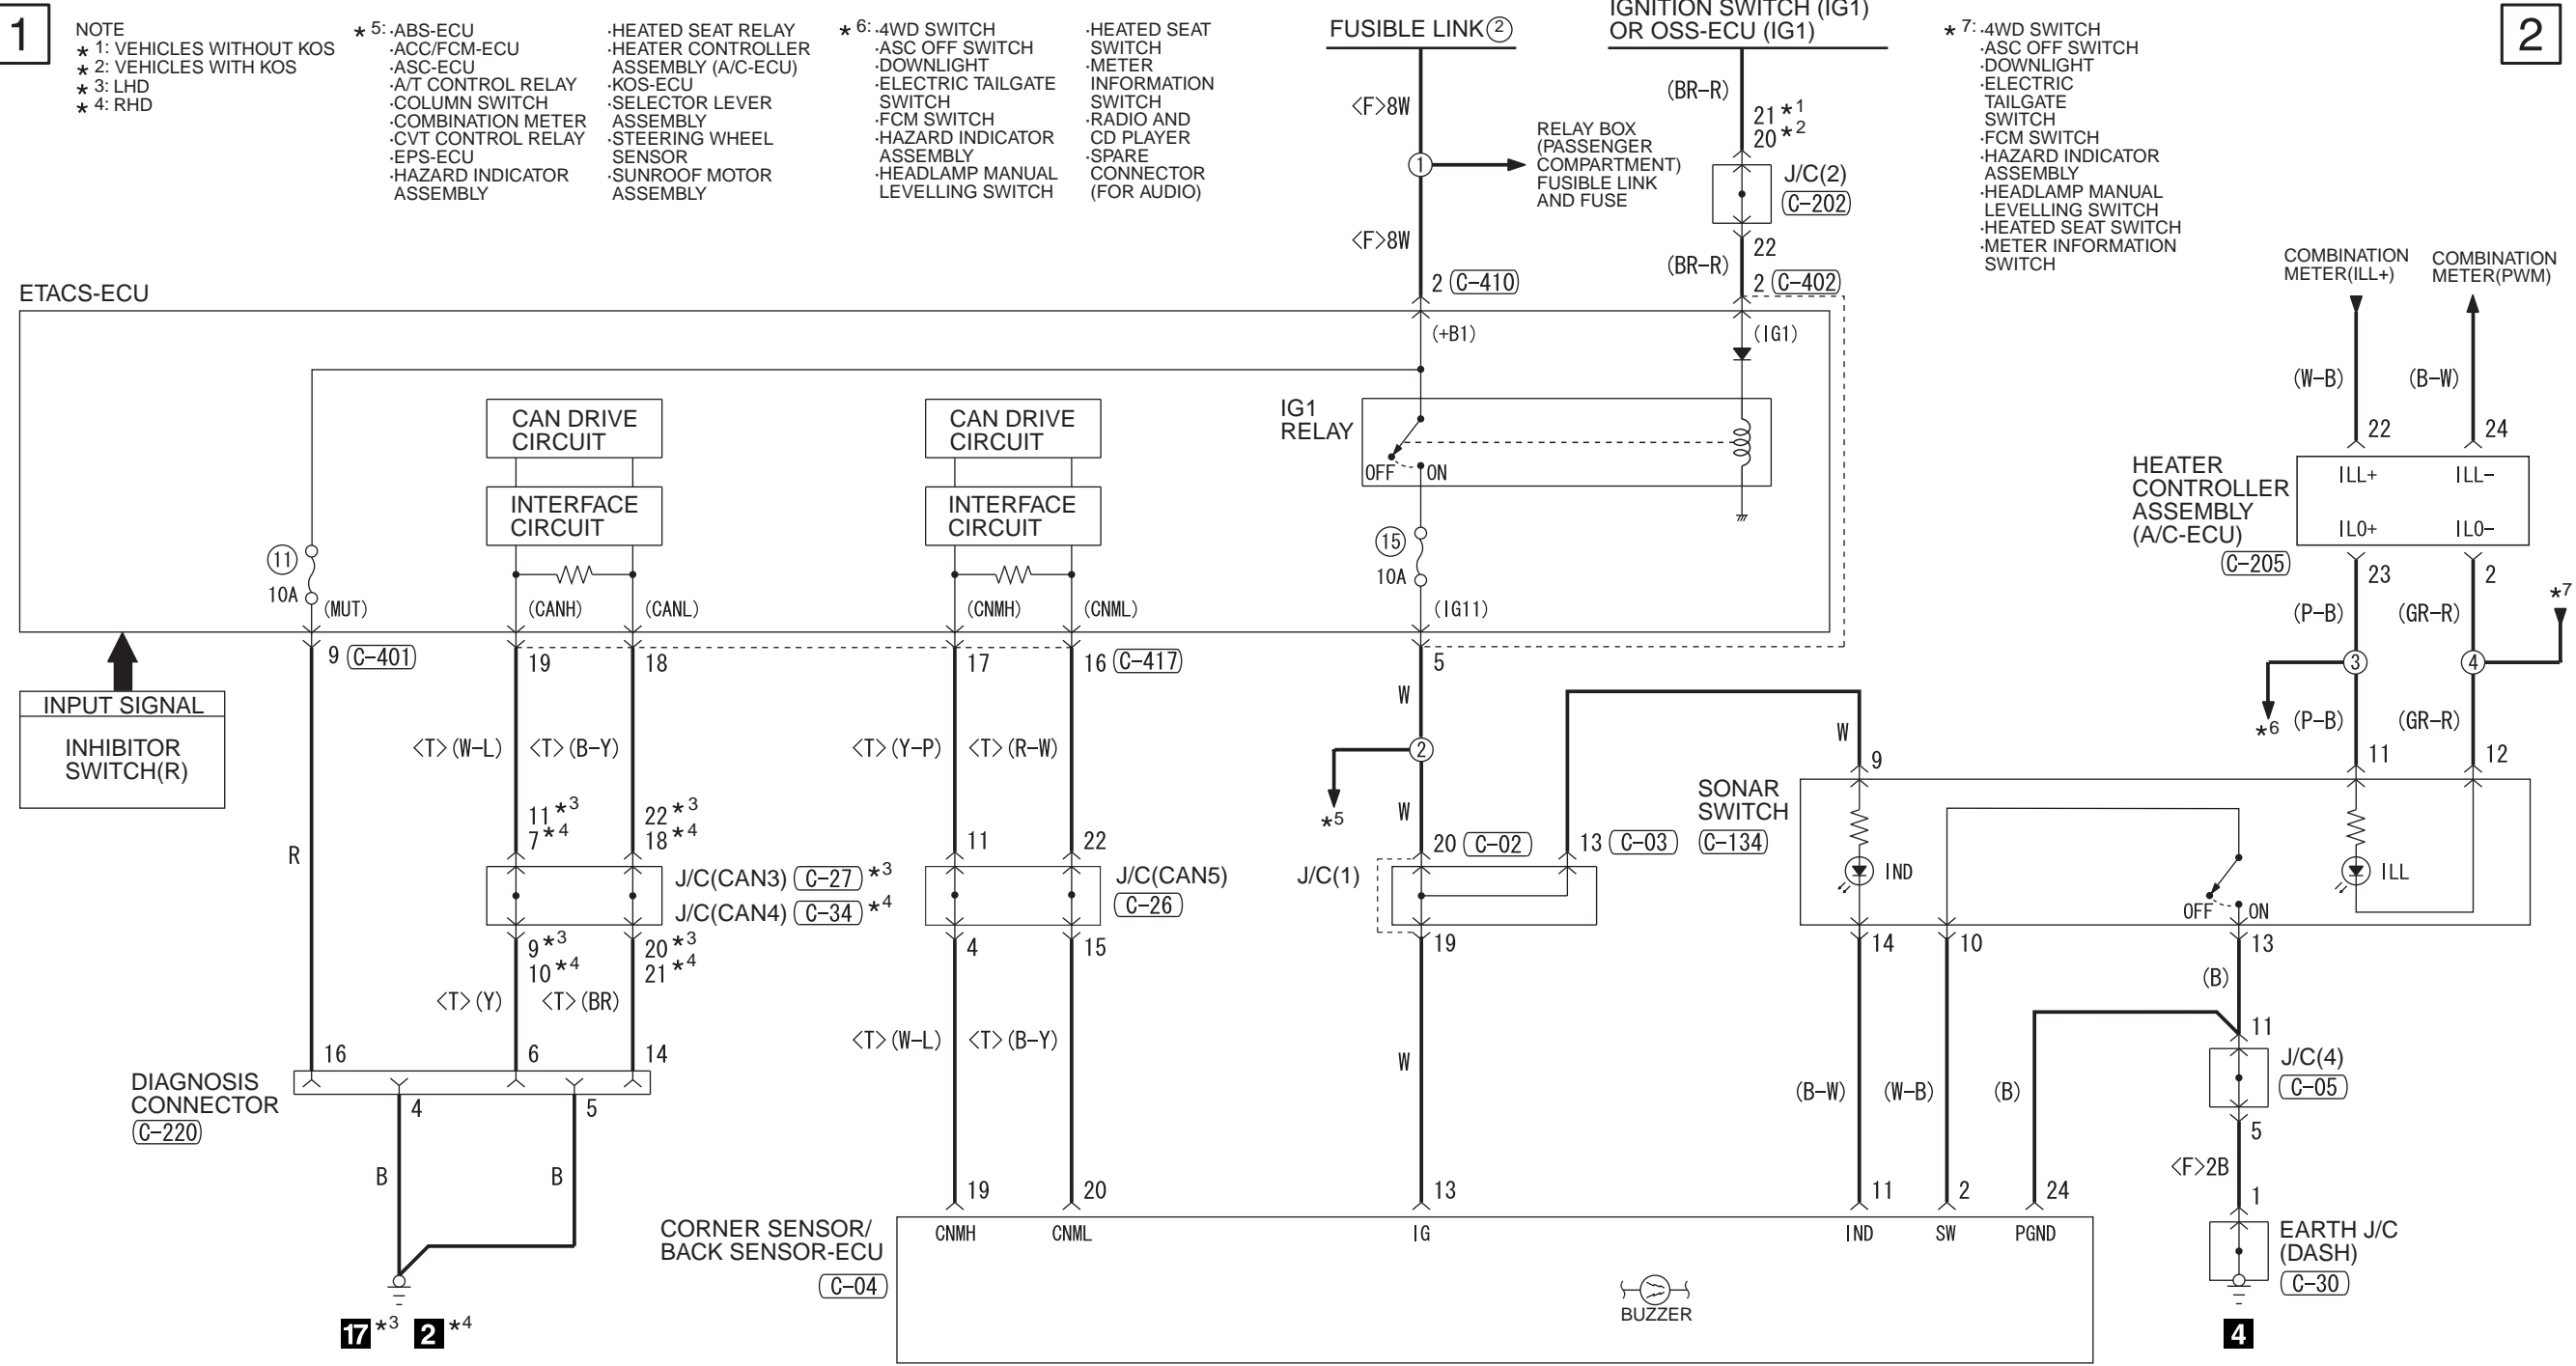 1
NOTE
*1: VEHICLES WITHOUT KOS
*2: VEHICLES WITH KOS
*3: LHD
*4: RHD
*5: ·ABS-ECU
·ACC/FCM-ECU
·ASC-ECU
·A/T CONTROL RELAY
·COLUMN SWITCH
·COMBINATION METER
·CVT CONTROL RELAY
·EPS-ECU
·HAZARD INDICATOR
ASSEMBLY
·HEATED SEAT RELAY
·HEATER CONTROLLER
ASSEMBLY (A/C-ECU)
·KOS-ECU
·SELECTOR LEVER
ASSEMBLY
·STEERING WHEEL
SENSOR
·SUNROOF MOTOR
ASSEMBLY
*6: ·4WD SWITCH
·ASC OFF SWITCH
·DOWNLIGHT
·ELECTRIC TAILGATE
SWITCH
·FCM SWITCH
·HAZARD INDICATOR
ASSEMBLY
·HEADLAMP MANUAL
LEVELLING SWITCH
·HEATED SEAT
SWITCH
·METER
INFORMATION
SWITCH
·RADIO AND
CD PLAYER
·SPARE
CONNECTOR
(FOR AUDIO)
FUSIBLE LINK ②
<F>8W
①
RELAY BOX
(PASSENGER
COMPARTMENT)
FUSIBLE LINK
AND FUSE
<F>8W
2 C-410
IGNITION SWITCH (IG1)
OR OSS-ECU (IG1)
(BR-R)
21 *1
20 *2
J/C(2)
C-202
22
(BR-R)
2 C-402
*7: ·4WD SWITCH
·ASC OFF SWITCH
·DOWNLIGHT
·ELECTRIC
TAILGATE
SWITCH
·FCM SWITCH
·HAZARD INDICATOR
ASSEMBLY
·HEADLAMP MANUAL
LEVELLING SWITCH
·HEATED SEAT SWITCH
·METER INFORMATION
SWITCH
2
COMBINATION
METER(ILL+)
COMBINATION
METER(PWM)
(W-B) (B-W)
22 24
HEATER
CONTROLLER
ASSEMBLY
(A/C-ECU)
C-205
ILL+ ILL-
ILO+ ILO-
23 2
*7
(P-B) (GR-R)
③ ④
*6 (P-B) (GR-R)
11 12
ETACS-ECU
(+B1) (IG1)
CAN DRIVE
CIRCUIT
INTERFACE
CIRCUIT
CAN DRIVE
CIRCUIT
INTERFACE
CIRCUIT
IG1
RELAY
OFF ON
⑪
10A
⑮
10A
(MUT) (CANH) (CANL) (CNMH) (CNML) (IG11)
9 C-401 19 18 17 16 C-417 5
INPUT SIGNAL
INHIBITOR
SWITCH(R)
R
<T>(W-L) <T>(B-Y) <T>(Y-P) <T>(R-W)
W
②
*5
W
W
9
11 *3 22 *3
7 *4 18 *4
11 22
20 C-02 13 C-03
J/C(CAN3) C-27 *3
J/C(CAN4) C-34 *4
J/C(CAN5)
C-26
J/C(1)
SONAR
SWITCH
C-134
IND
OFF ON
ILL
9 *3 20 *3
10 *4 21 *4
4 15 19 14 10 13
<T>(Y) <T>(BR)
<T>(W-L) <T>(B-Y)
W
(B)
11
J/C(4)
C-05
5
(B-W) (W-B) (B)
<F>2B
1
EARTH J/C
(DASH)
C-30
4
16 6 14
DIAGNOSIS
CONNECTOR
C-220
4 5
B B
17 *3 2 *4
19 20 13 11 2 24
CORNER SENSOR/
BACK SENSOR-ECU
C-04
CNMH CNML IG IND SW PGND
BUZZER